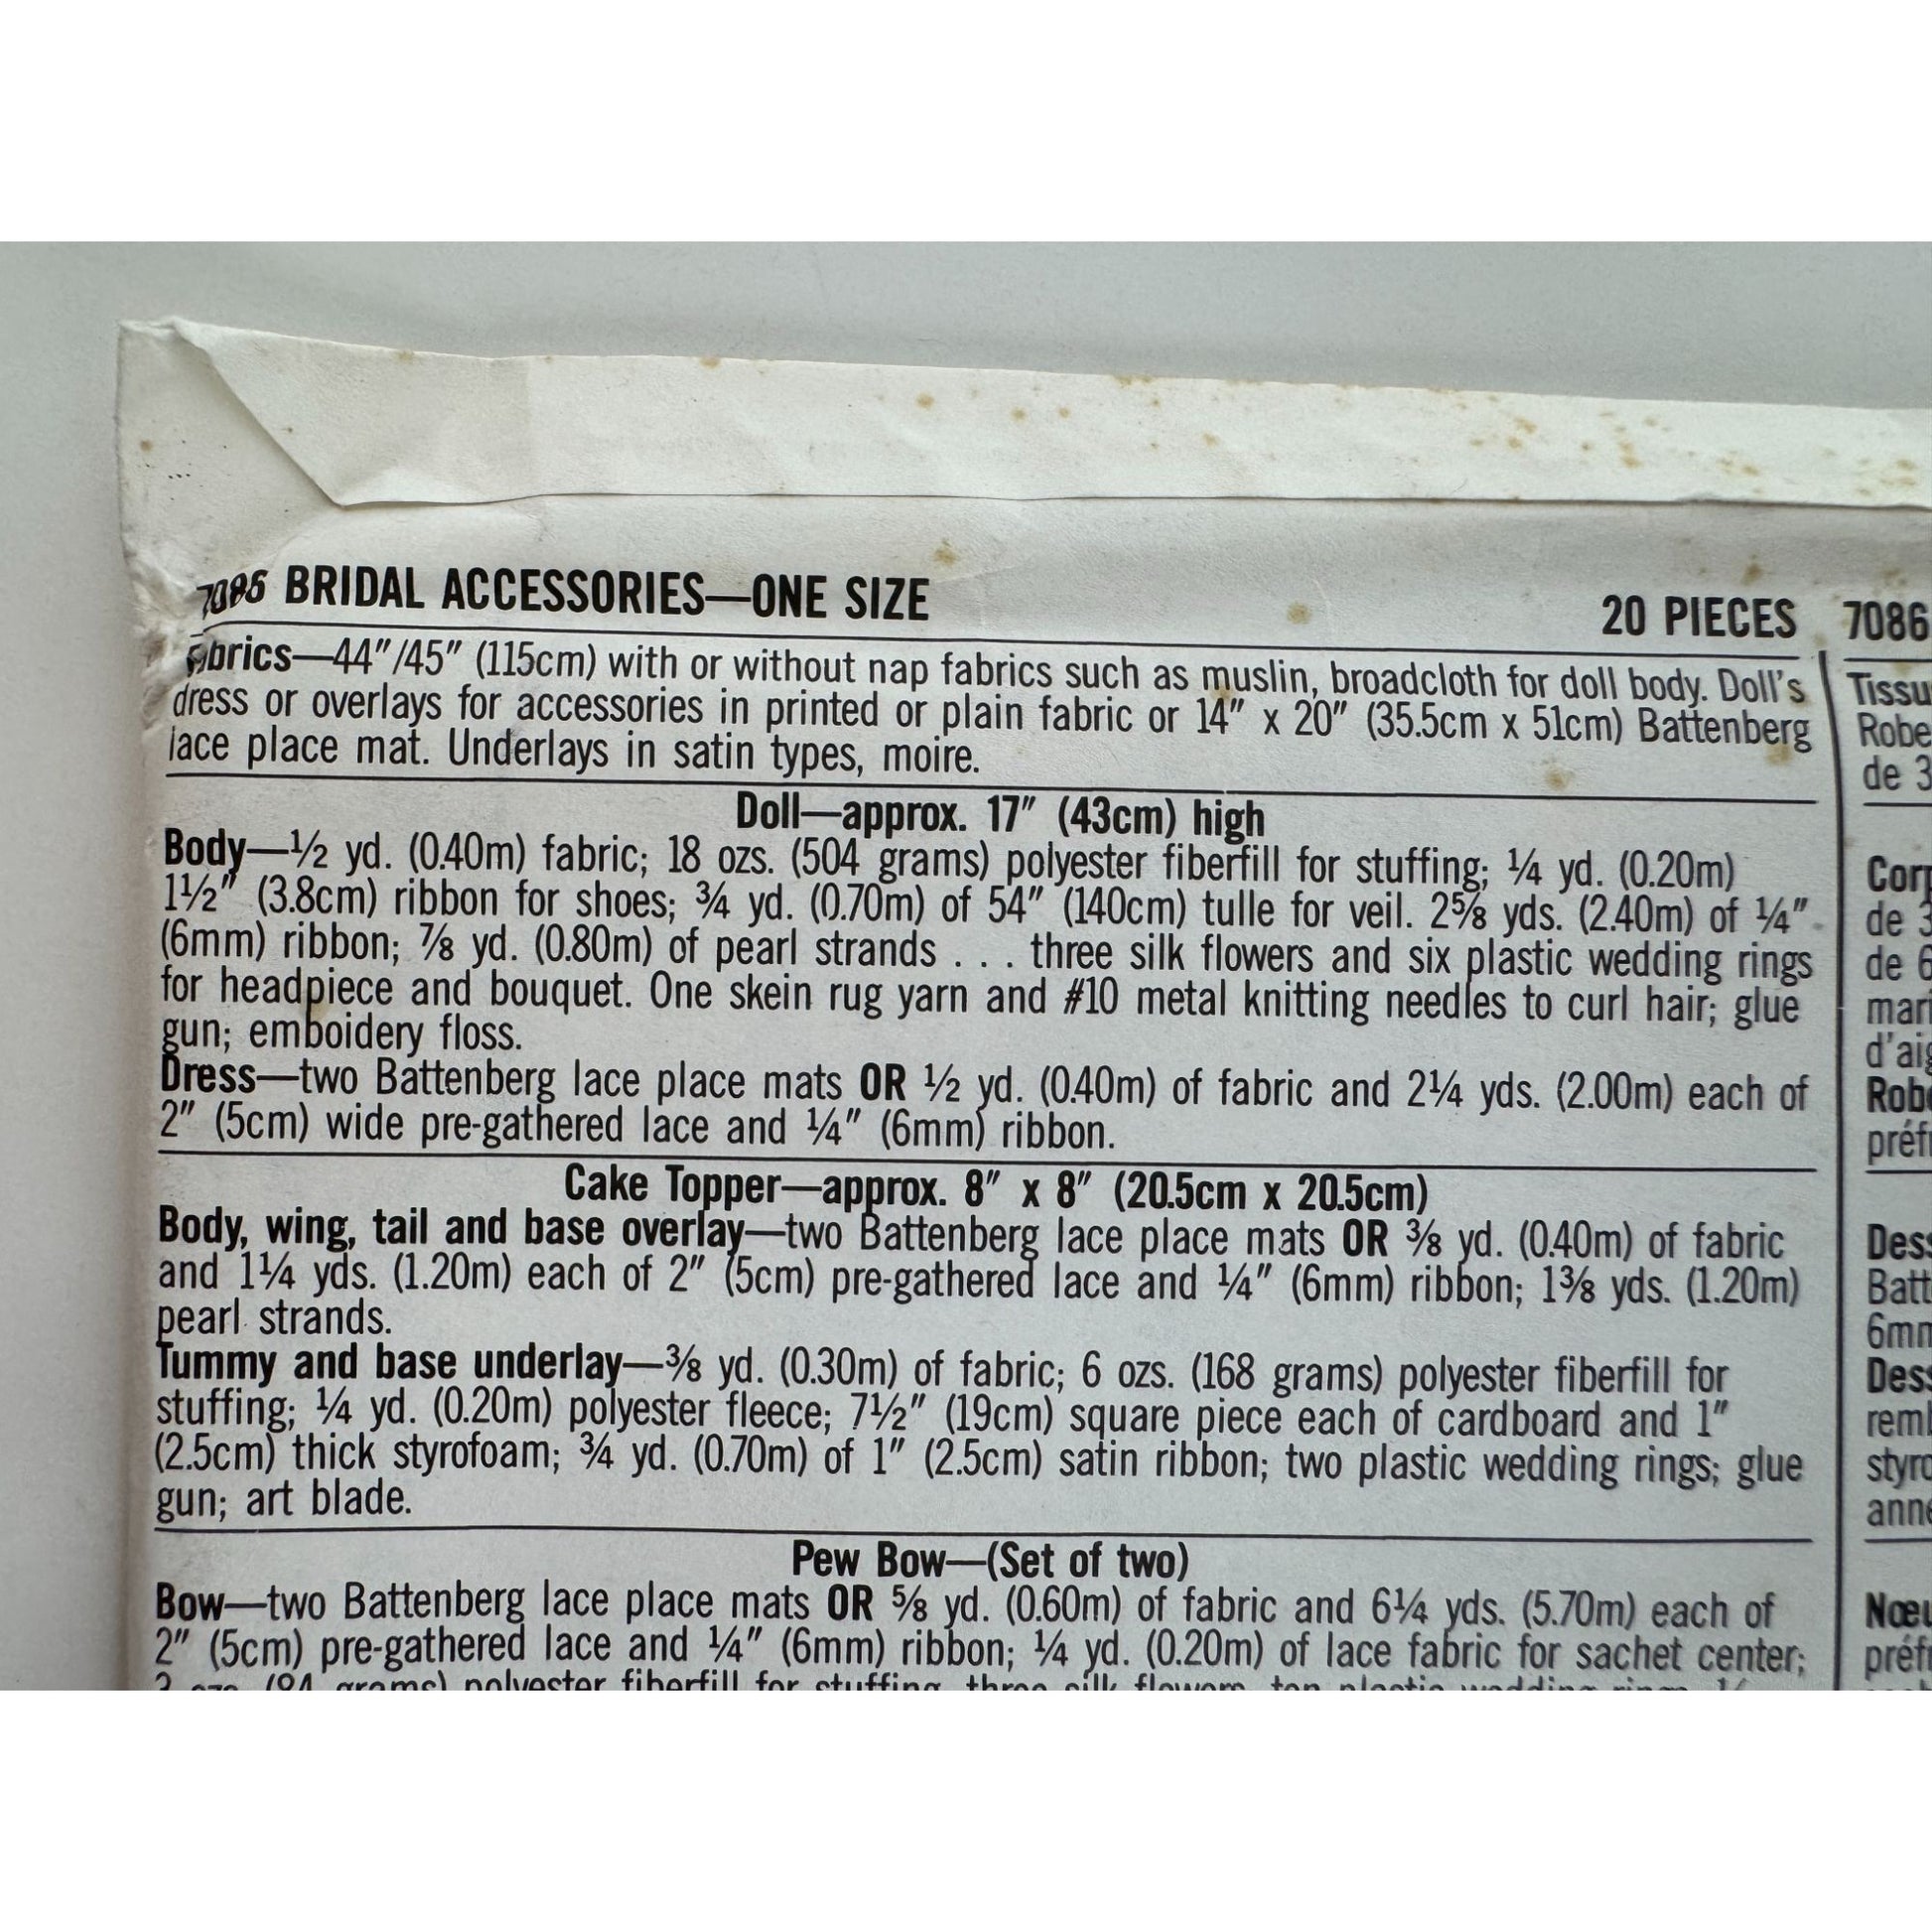 7086 BRIDAL ACCESSORIES—ONE SIZE 20 PIECES
Fabrics—44"/45" (115cm) with or without nap fabrics such as muslin, broadcloth for doll body. Doll's
dress or overlays for accessories in printed or plain fabric or 14" x 20" (35.5cm x 51cm) Battenberg
lace place mat. Underlays in satin types, moire.
Doll—approx. 17" (43cm) high
Body—½ yd. (0.40m) fabric; 18 ozs. (504 grams) polyester fiberfill for stuffing; ¼ yd. (0.20m)
1½" (3.8cm) ribbon for shoes; ¾ yd. (0.70m) of 54" (140cm) tulle for veil. 2⅝ yds. (2.40m) of ¼"
(6mm) ribbon; ⅞ yd. (0.80m) of pearl strands . . . three silk flowers and six plastic wedding rings
for headpiece and bouquet. One skein rug yarn and #10 metal knitting needles to curl hair; glue
gun; emboidery floss.
Dress—two Battenberg lace place mats OR ½ yd. (0.40m) of fabric and 2¼ yds. (2.00m) each of
2" (5cm) wide pre-gathered lace and ¼" (6mm) ribbon.
Cake Topper—approx. 8" x 8" (20.5cm x 20.5cm)
Body, wing, tail and base overlay—two Battenberg lace place mats OR ⅜ yd. (0.40m) of fabric
and 1¼ yds. (1.20m) each of 2" (5cm) pre-gathered lace and ¼" (6mm) ribbon; 1⅜ yds. (1.20m)
pearl strands.
Tummy and base underlay—⅜ yd. (0.30m) of fabric; 6 ozs. (168 grams) polyester fiberfill for
stuffing; ¼ yd. (0.20m) polyester fleece; 7½" (19cm) square piece each of cardboard and 1"
(2.5cm) thick styrofoam; ¾ yd. (0.70m) of 1" (2.5cm) satin ribbon; two plastic wedding rings; glue
gun; art blade.
Pew Bow—(Set of two)
Bow—two Battenberg lace place mats OR ⅝ yd. (0.60m) of fabric and 6¼ yds. (5.70m) each of
2" (5cm) pre-gathered lace and ¼" (6mm) ribbon; ¼ yd. (0.20m) of lace fabric for sachet center;
(84 grams) polyester fiberfill for stuffing, three silk flowers, ten plastic wedding rings,
7086
Tissu
Robe
de 3
Corp
de 3
de 6
mari
d'aig
Robe
préf
Dess
Batt
6mm
Dess
rem
styro
anne
Nœu
préf